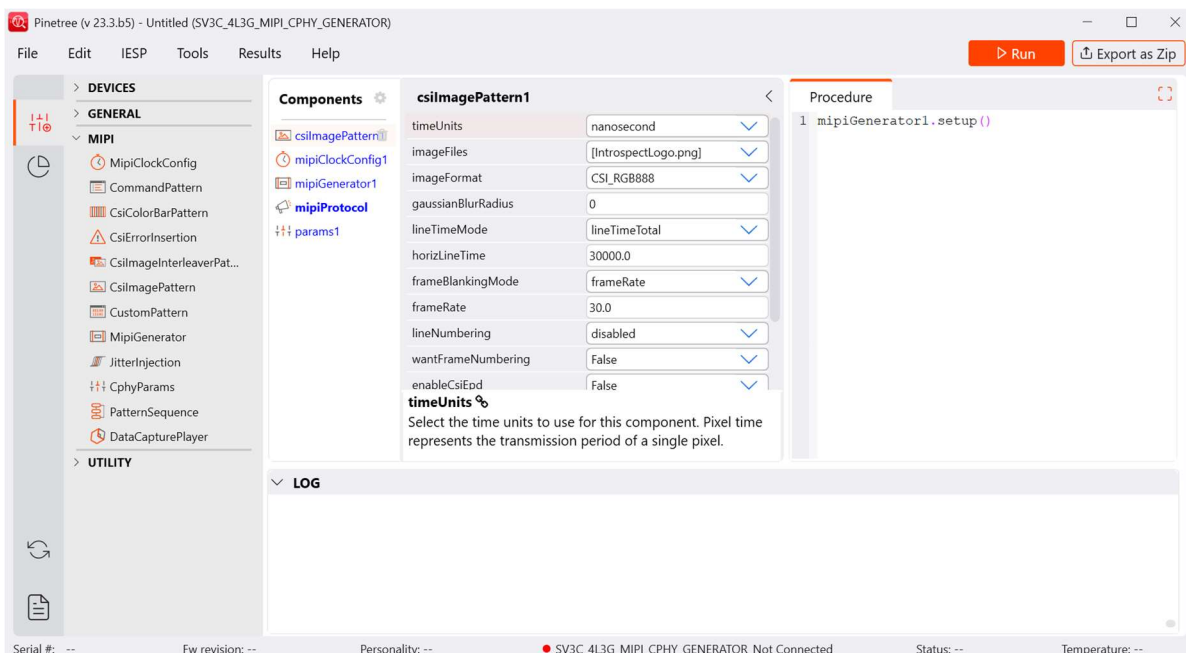 Pinetree (v 23.3.b5) - Untitled (SV3C_4L3G_MIPI_CPHY_GENERATOR)
File Edit IESP Tools Results Help
Run
Export as Zip
DEVICES
GENERAL
MIPI
MipiClockConfig
CommandPattern
CsiColorBarPattern
CsiErrorInsertion
CsiImageInterleaverPat...
CsiImagePattern
CustomPattern
MipiGenerator
JitterInjection
CphyParams
PatternSequence
DataCapturePlayer
UTILITY
Components
csiImagePattern1
mipiClockConfig1
mipiGenerator1
mipiProtocol
params1
csiImagePattern1
timeUnits nanosecond
imageFiles [IntrospectLogo.png]
imageFormat CSI_RGB888
gaussianBlurRadius 0
lineTimeMode lineTimeTotal
horizLineTime 30000.0
frameBlankingMode frameRate
frameRate 30.0
lineNumbering disabled
wantFrameNumbering False
enableCsiEpd False
timeUnits
Select the time units to use for this component. Pixel time
represents the transmission period of a single pixel.
Procedure
1 mipiGenerator1.setup()
LOG
Serial #: -- Fw revision: -- Personality: -- SV3C_4L3G_MIPI_CPHY_GENERATOR Not Connected Status: -- Temperature: --